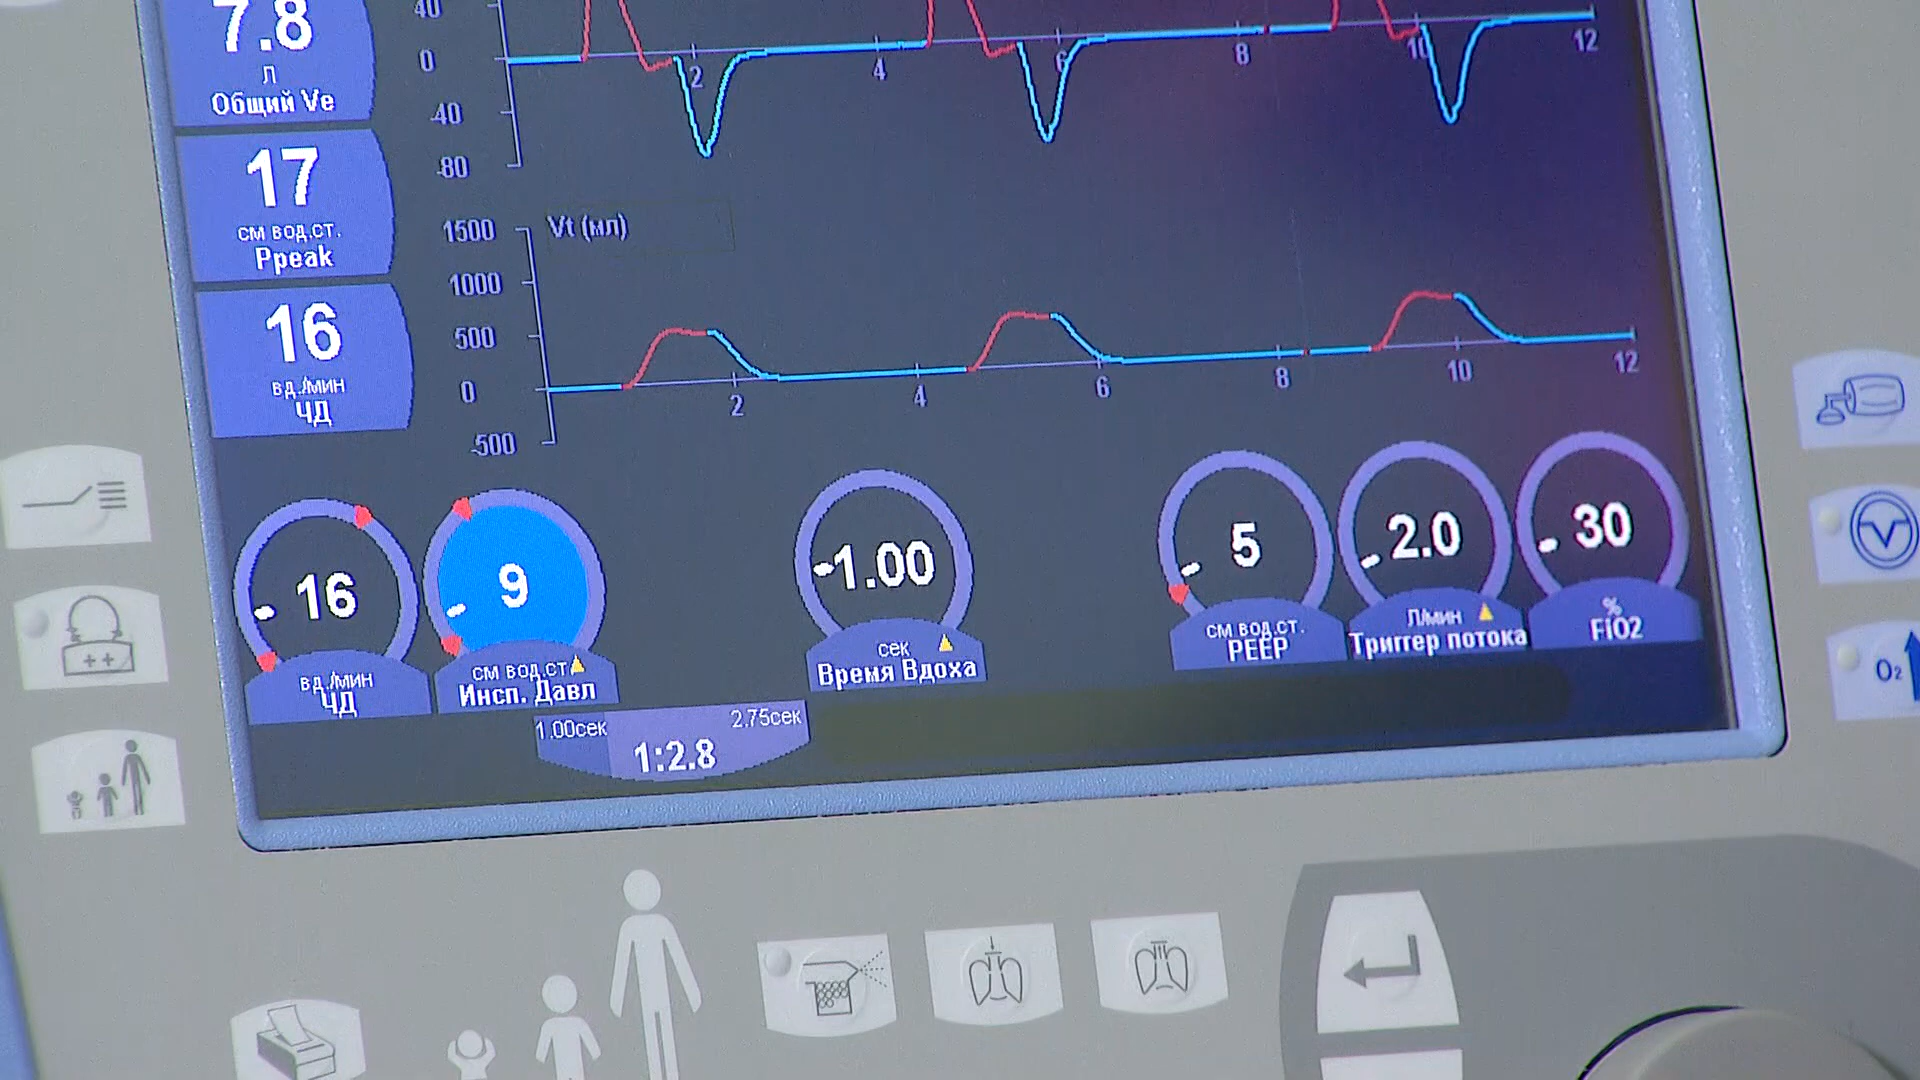 7.8
л
Общий Ve
17
см вод.ст.
Ppeak
16
вд./мин
ЧД
40
0
-40
-80
2
4
6
8
10
12
Vt (мл)
1500
1000
500
0
-500
2
4
6
8
10
12
16
вд./мин
ЧД
9
см вод.ст
Инсп. Давл
1.00
сек
Время Вдоха
5
см вод.ст.
PEEP
2.0
Л/мин
Триггер потока
30
%
FiO2
1.00сек
2.75сек
1:2.8
O2